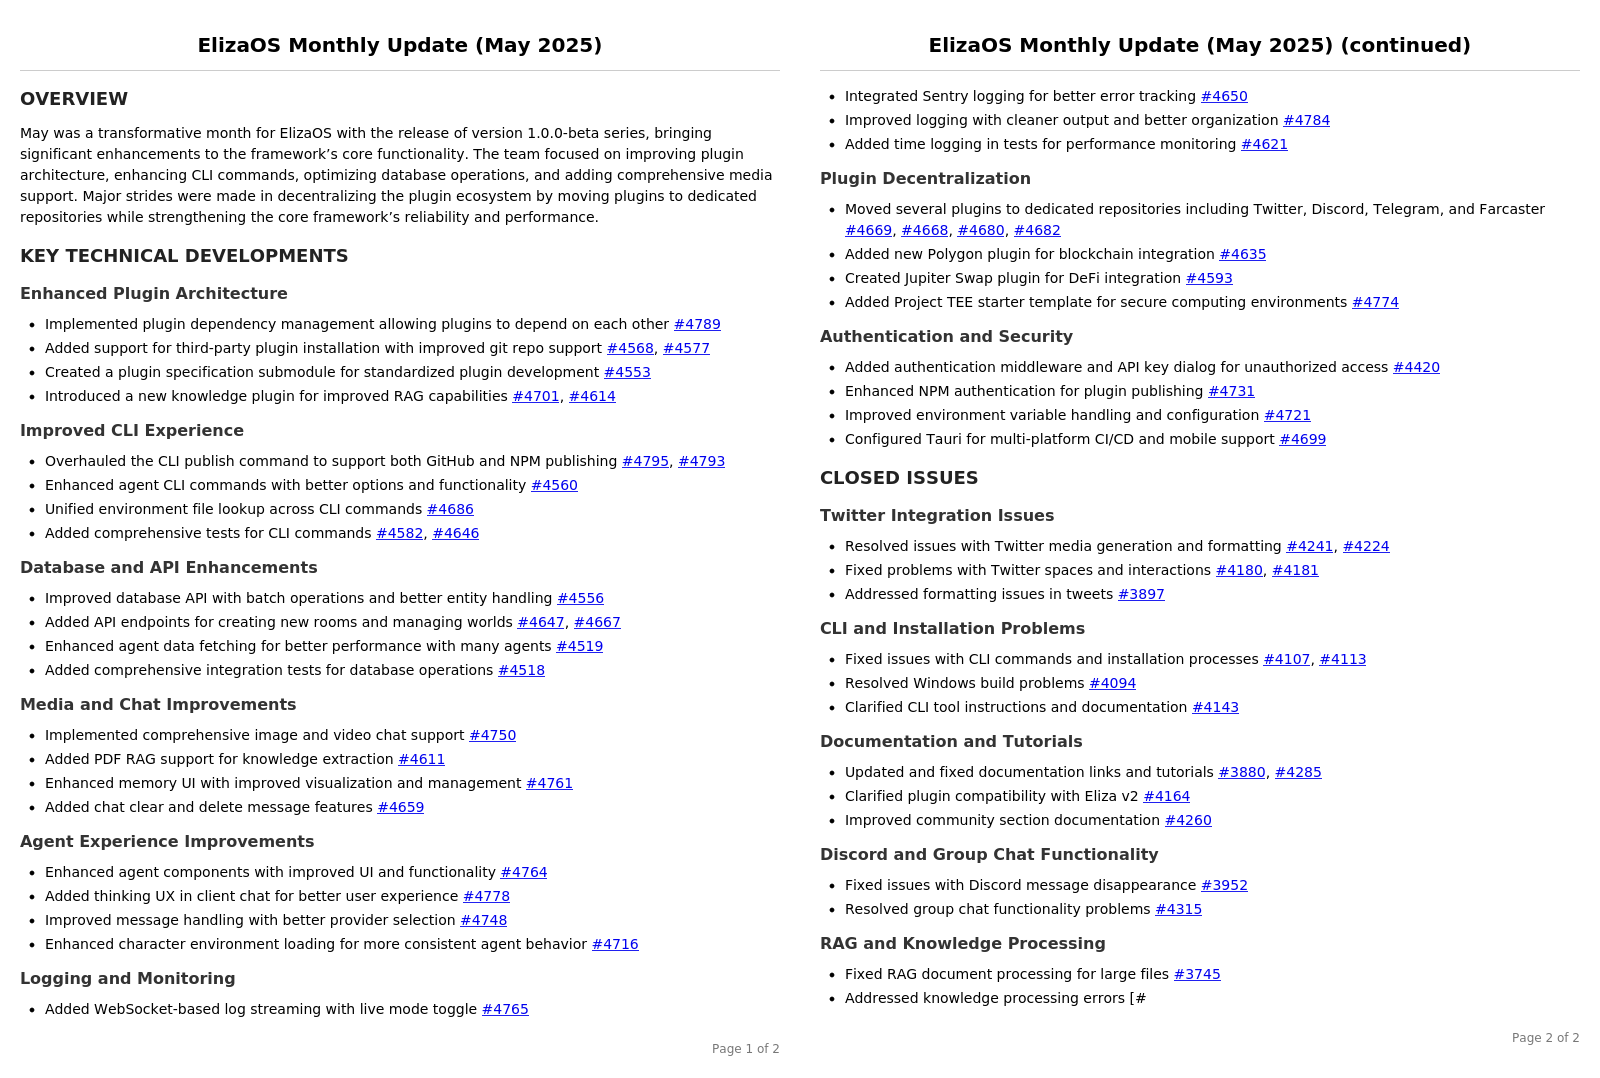 ElizaOS Monthly Update (May 2025)
OVERVIEW
May was a transformative month for ElizaOS with the release of version 1.0.0-beta series, bringing
significant enhancements to the framework’s core functionality. The team focused on improving plugin
architecture, enhancing CLI commands, optimizing database operations, and adding comprehensive media
support. Major strides were made in decentralizing the plugin ecosystem by moving plugins to dedicated
repositories while strengthening the core framework’s reliability and performance.
KEY TECHNICAL DEVELOPMENTS
Enhanced Plugin Architecture
• Implemented plugin dependency management allowing plugins to depend on each other #4789
• Added support for third-party plugin installation with improved git repo support #4568, #4577
• Created a plugin specification submodule for standardized plugin development #4553
• Introduced a new knowledge plugin for improved RAG capabilities #4701, #4614
Improved CLI Experience
• Overhauled the CLI publish command to support both GitHub and NPM publishing #4795, #4793
• Enhanced agent CLI commands with better options and functionality #4560
• Unified environment file lookup across CLI commands #4686
• Added comprehensive tests for CLI commands #4582, #4646
Database and API Enhancements
• Improved database API with batch operations and better entity handling #4556
• Added API endpoints for creating new rooms and managing worlds #4647, #4667
• Enhanced agent data fetching for better performance with many agents #4519
• Added comprehensive integration tests for database operations #4518
Media and Chat Improvements
• Implemented comprehensive image and video chat support #4750
• Added PDF RAG support for knowledge extraction #4611
• Enhanced memory UI with improved visualization and management #4761
• Added chat clear and delete message features #4659
Agent Experience Improvements
• Enhanced agent components with improved UI and functionality #4764
• Added thinking UX in client chat for better user experience #4778
• Improved message handling with better provider selection #4748
• Enhanced character environment loading for more consistent agent behavior #4716
Logging and Monitoring
• Added WebSocket-based log streaming with live mode toggle #4765
Page 1 of 2
ElizaOS Monthly Update (May 2025) (continued)
• Integrated Sentry logging for better error tracking #4650
• Improved logging with cleaner output and better organization #4784
• Added time logging in tests for performance monitoring #4621
Plugin Decentralization
• Moved several plugins to dedicated repositories including Twitter, Discord, Telegram, and Farcaster
#4669, #4668, #4680, #4682
• Added new Polygon plugin for blockchain integration #4635
• Created Jupiter Swap plugin for DeFi integration #4593
• Added Project TEE starter template for secure computing environments #4774
Authentication and Security
• Added authentication middleware and API key dialog for unauthorized access #4420
• Enhanced NPM authentication for plugin publishing #4731
• Improved environment variable handling and configuration #4721
• Configured Tauri for multi-platform CI/CD and mobile support #4699
CLOSED ISSUES
Twitter Integration Issues
• Resolved issues with Twitter media generation and formatting #4241, #4224
• Fixed problems with Twitter spaces and interactions #4180, #4181
• Addressed formatting issues in tweets #3897
CLI and Installation Problems
• Fixed issues with CLI commands and installation processes #4107, #4113
• Resolved Windows build problems #4094
• Clarified CLI tool instructions and documentation #4143
Documentation and Tutorials
• Updated and fixed documentation links and tutorials #3880, #4285
• Clarified plugin compatibility with Eliza v2 #4164
• Improved community section documentation #4260
Discord and Group Chat Functionality
• Fixed issues with Discord message disappearance #3952
• Resolved group chat functionality problems #4315
RAG and Knowledge Processing
• Fixed RAG document processing for large files #3745
• Addressed knowledge processing errors [#
Page 2 of 2